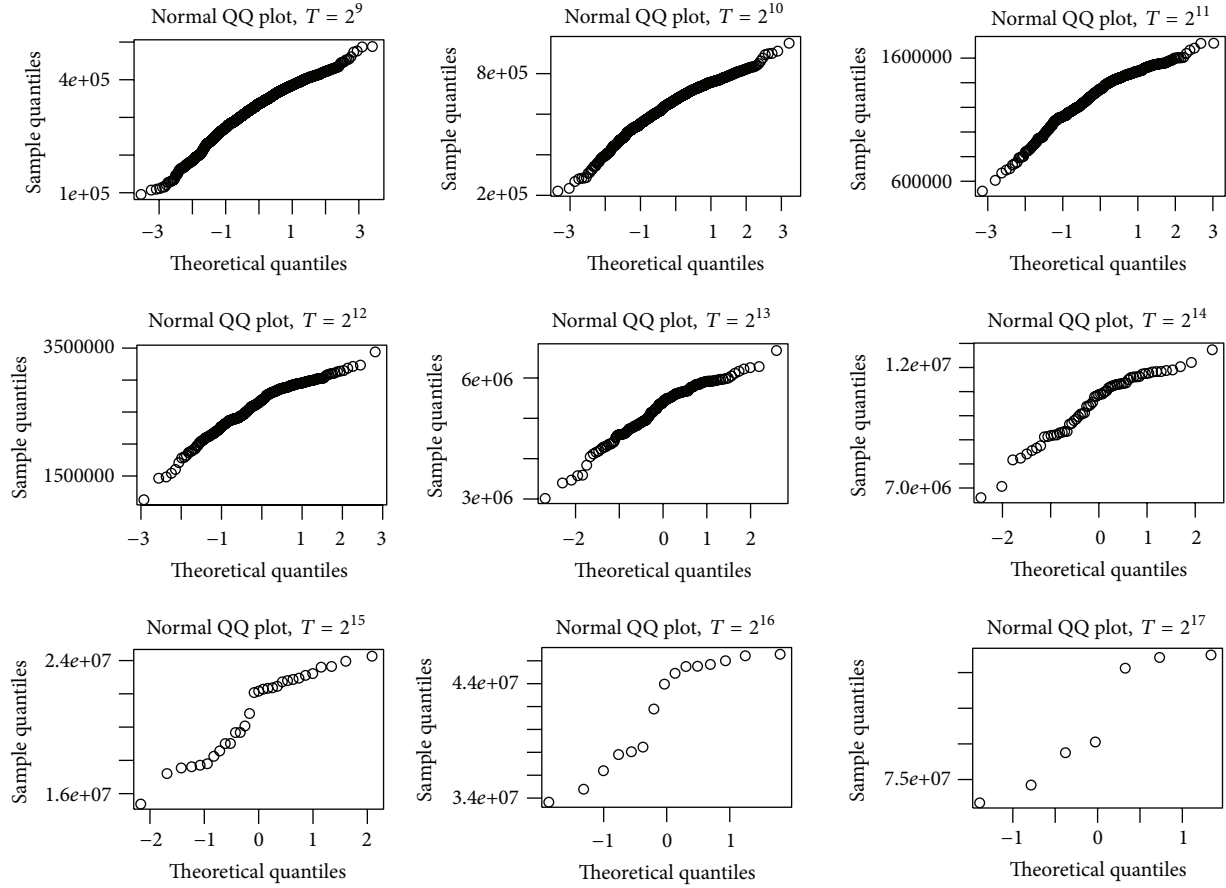 Normal QQ plot, T = 2^9
Sample quantiles
4e+05
1e+05
−3 −1 1 3
Theoretical quantiles
Normal QQ plot, T = 2^10
Sample quantiles
8e+05
2e+05
−3 −1 1 2 3
Theoretical quantiles
Normal QQ plot, T = 2^11
Sample quantiles
1600000
600000
−3 −1 1 2 3
Theoretical quantiles
Normal QQ plot, T = 2^12
Sample quantiles
3500000
1500000
−3 −1 1 2 3
Theoretical quantiles
Normal QQ plot, T = 2^13
Sample quantiles
6e+06
3e+06
−2 0 1 2
Theoretical quantiles
Normal QQ plot, T = 2^14
Sample quantiles
1.2e+07
7.0e+06
−2 0 1 2
Theoretical quantiles
Normal QQ plot, T = 2^15
Sample quantiles
2.4e+07
1.6e+07
−2 −1 0 1 2
Theoretical quantiles
Normal QQ plot, T = 2^16
Sample quantiles
4.4e+07
3.4e+07
−1 0 1
Theoretical quantiles
Normal QQ plot, T = 2^17
Sample quantiles
7.5e+07
−1 0 1
Theoretical quantiles